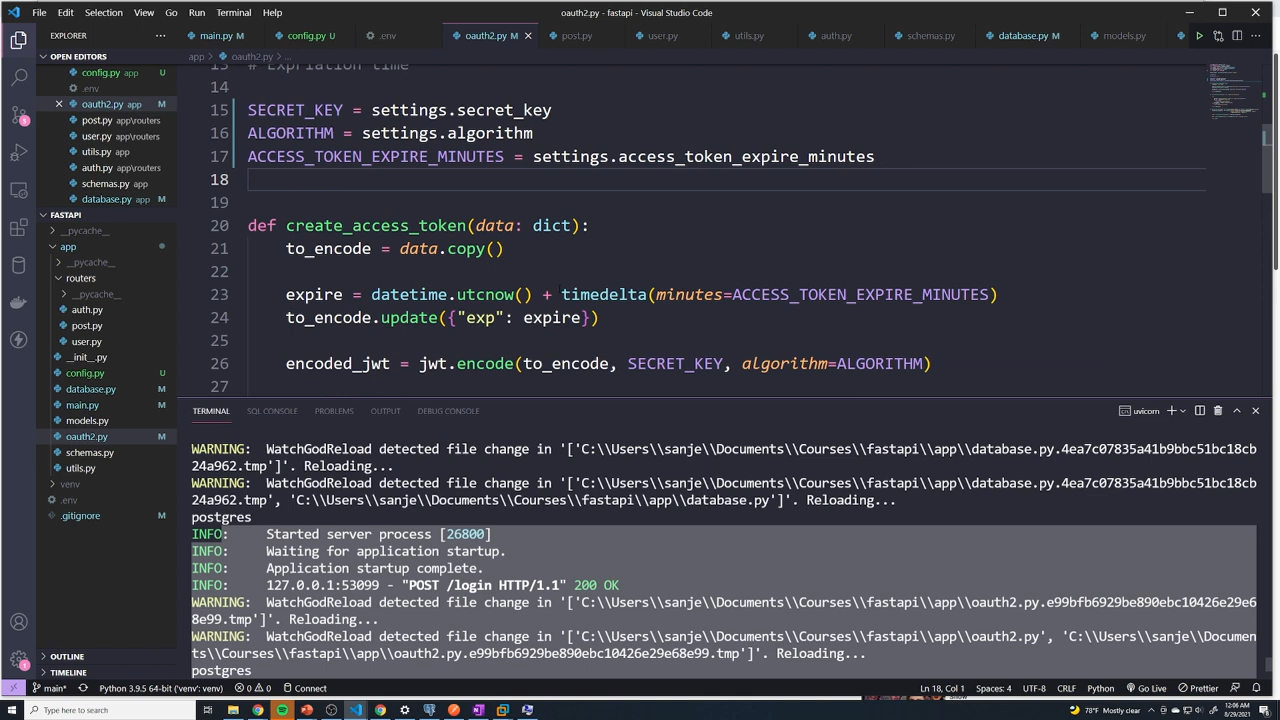 File Edit Selection View Go Run Terminal Help oauth2.py - fastapi - Visual Studio Code
EXPLORER
main.py M config.py U .env oauth2.py M post.py user.py utils.py auth.py schemas.py database.py M models.py
OPEN EDITORS
config.py app U
.env
oauth2.py app M
post.py app\routers
user.py app\routers
utils.py app
auth.py app\routers
schemas.py app
database.py app M
FASTAPI
__pycache__
app
__pycache__
routers
__pycache__
auth.py
post.py
user.py
__init__.py
config.py U
database.py M
main.py M
models.py
oauth2.py M
schemas.py
utils.py
venv
.env
.gitignore U
OUTLINE
TIMELINE
app > oauth2.py > ...
13 # Expriation time
14
15 SECRET_KEY = settings.secret_key
16 ALGORITHM = settings.algorithm
17 ACCESS_TOKEN_EXPIRE_MINUTES = settings.access_token_expire_minutes
18
19
20 def create_access_token(data: dict):
21 to_encode = data.copy()
22
23 expire = datetime.utcnow() + timedelta(minutes=ACCESS_TOKEN_EXPIRE_MINUTES)
24 to_encode.update({"exp": expire})
25
26 encoded_jwt = jwt.encode(to_encode, SECRET_KEY, algorithm=ALGORITHM)
27
TERMINAL SQL CONSOLE PROBLEMS OUTPUT DEBUG CONSOLE uvicorn
WARNING: WatchGodReload detected file change in '['C:\\Users\\sanje\\Documents\\Courses\\fastapi\\app\\database.py.4ea7c07835a41b9bbc51bc18cb
24a962.tmp']'. Reloading...
WARNING: WatchGodReload detected file change in '['C:\\Users\\sanje\\Documents\\Courses\\fastapi\\app\\database.py.4ea7c07835a41b9bbc51bc18cb
24a962.tmp', 'C:\\Users\\sanje\\Documents\\Courses\\fastapi\\app\\database.py']'. Reloading...
postgres
INFO: Started server process [26800]
INFO: Waiting for application startup.
INFO: Application startup complete.
INFO: 127.0.0.1:53099 - "POST /login HTTP/1.1" 200 OK
WARNING: WatchGodReload detected file change in '['C:\\Users\\sanje\\Documents\\Courses\\fastapi\\app\\oauth2.py.e99bfb6929be890ebc10426e29e6
8e99.tmp']'. Reloading...
WARNING: WatchGodReload detected file change in '['C:\\Users\\sanje\\Documents\\Courses\\fastapi\\app\\oauth2.py', 'C:\\Users\\sanje\\Documen
ts\\Courses\\fastapi\\app\\oauth2.py.e99bfb6929be890ebc10426e29e68e99.tmp']'. Reloading...
postgres
main* Python 3.9.5 64-bit ('venv': venv) 0 0 Connect Ln 18, Col 1 Spaces: 4 UTF-8 CRLF Python Go Live Prettier
Type here to search 78°F Mostly clear 12:06 AM
8/29/2021